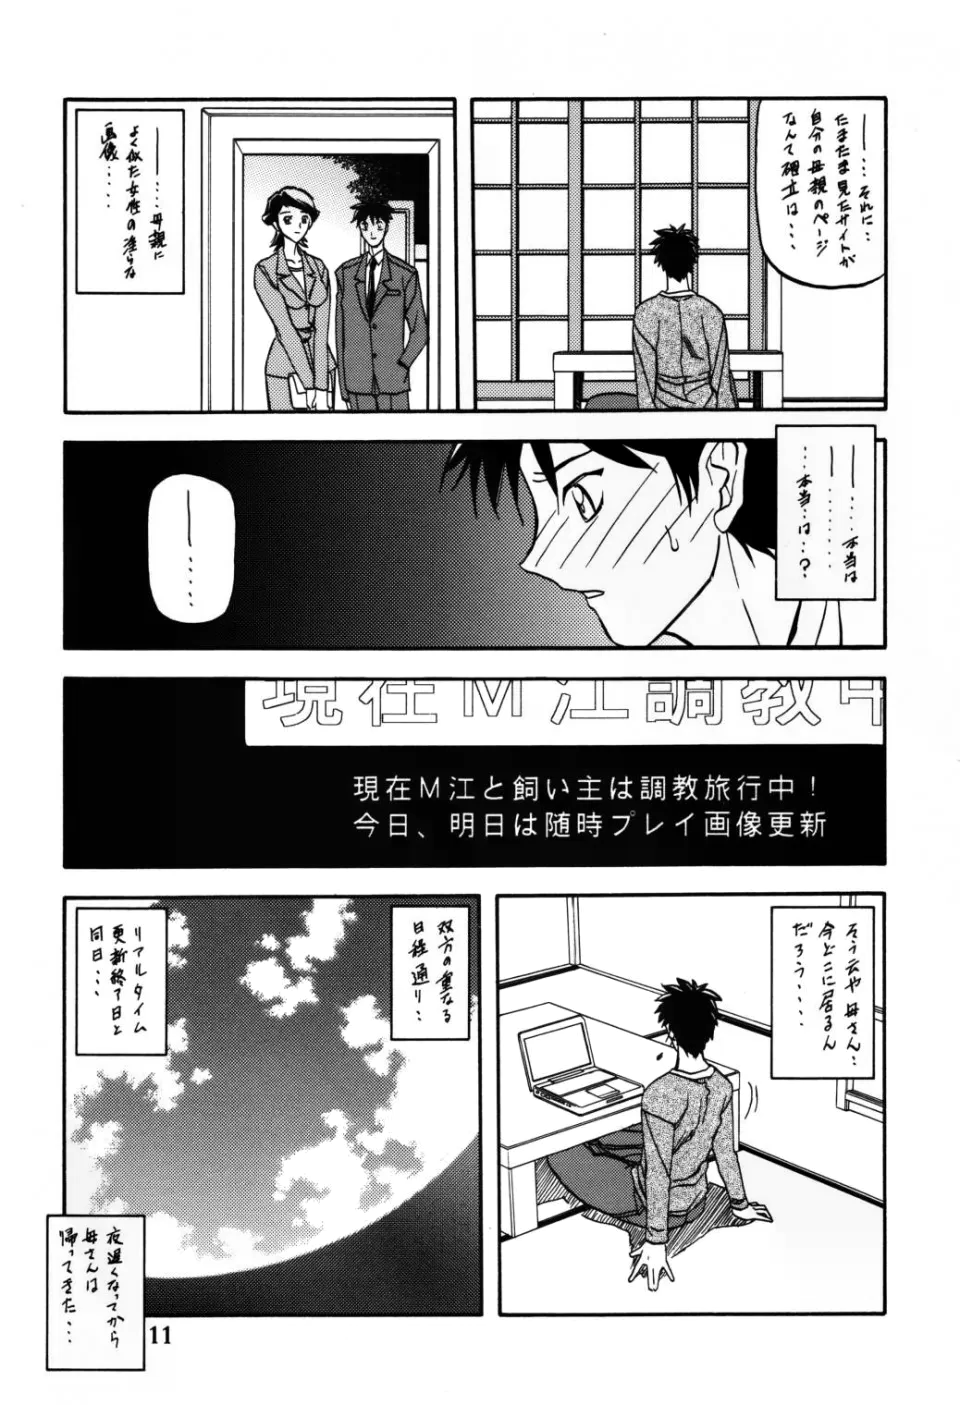 ――…それに…
たまたま見たサイトが
自分の母親のページ
なんて確立は…
――…母親に
よく似た女性の淫らな
画像……
――……本当は
………
…本当…は…?
――……
現在M江調教中
現在M江と飼い主は調教旅行中!
今日、明日は随時プレイ画像更新
そう云や母さん…
今どこに居るん
だろう……
双方の重なる
日程通り…
リアルタイム
更新終了日と
同日…
夜遅くなってから
母さんは
帰ってきた…
11